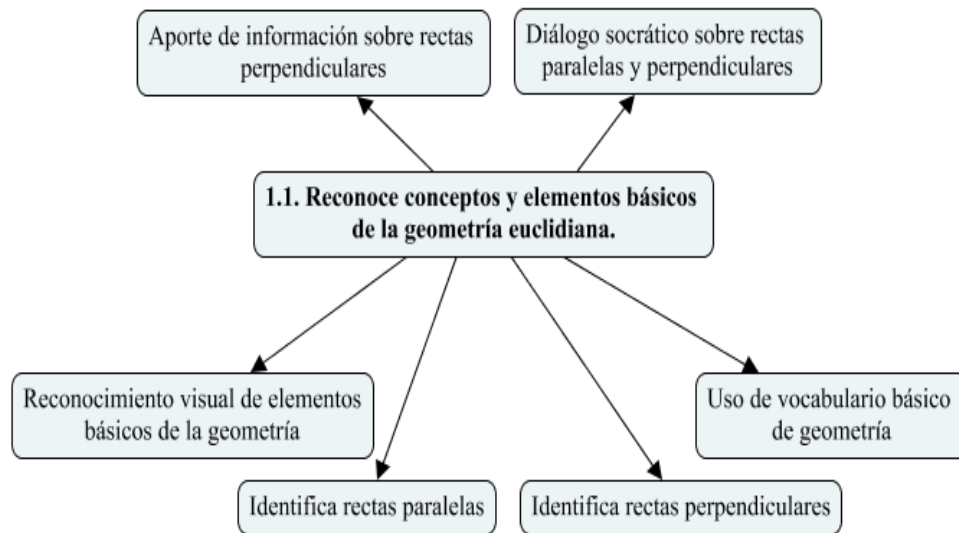 Aporte de información sobre rectas
perpendiculares
Diálogo socrático sobre rectas
paralelas y perpendiculares
1.1. Reconoce conceptos y elementos básicos
de la geometría euclidiana.
Reconocimiento visual de elementos
básicos de la geometría
Uso de vocabulario básico
de geometría
Identifica rectas paralelas
Identifica rectas perpendiculares